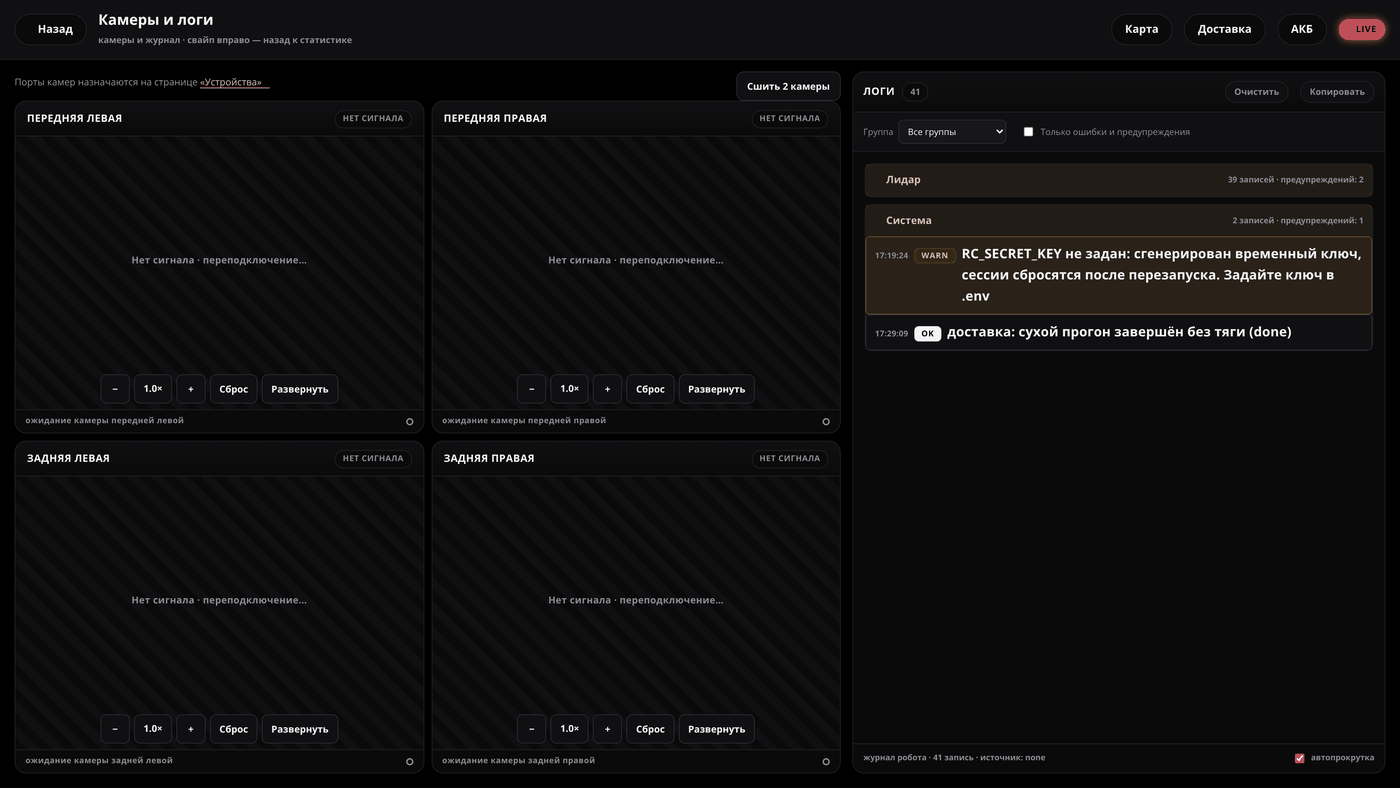 Назад
Камеры и логи
камеры и журнал · свайп вправо — назад к статистике
Карта
Доставка
АКБ
LIVE
Порты камер назначаются на странице «Устройства»
Сшить 2 камеры
ПЕРЕДНЯЯ ЛЕВАЯ
НЕТ СИГНАЛА
Нет сигнала · переподключение…
−
1.0×
+
Сброс
Развернуть
ожидание камеры передней левой
ПЕРЕДНЯЯ ПРАВАЯ
НЕТ СИГНАЛА
Нет сигнала · переподключение…
−
1.0×
+
Сброс
Развернуть
ожидание камеры передней правой
ЗАДНЯЯ ЛЕВАЯ
НЕТ СИГНАЛА
Нет сигнала · переподключение…
−
1.0×
+
Сброс
Развернуть
ожидание камеры задней левой
ЗАДНЯЯ ПРАВАЯ
НЕТ СИГНАЛА
Нет сигнала · переподключение…
−
1.0×
+
Сброс
Развернуть
ожидание камеры задней правой
ЛОГИ
41
Очистить
Копировать
Группа
Все группы
Только ошибки и предупреждения
Лидар
39 записей · предупреждений: 2
Система
2 записей · предупреждений: 1
17:19:24 WARN RC_SECRET_KEY не задан: сгенерирован временный ключ,
сессии сбросятся после перезапуска. Задайте ключ в
.env
17:29:09 OK доставка: сухой прогон завершён без тяги (done)
журнал робота · 41 запись · источник: none
автопрокрутка